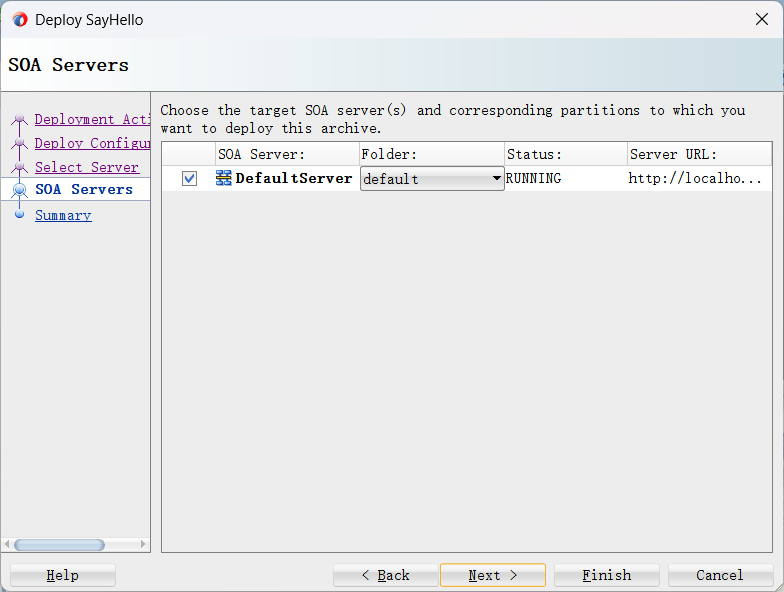 Deploy SayHello
SOA Servers
Deployment Acti
Deploy Configu
Select Server
SOA Servers
Summary
Choose the target SOA server(s) and corresponding partitions to which you
want to deploy this archive.
SOA Server: Folder: Status: Server URL:
DefaultServer default RUNNING http://localho...
Help < Back Next > Finish Cancel